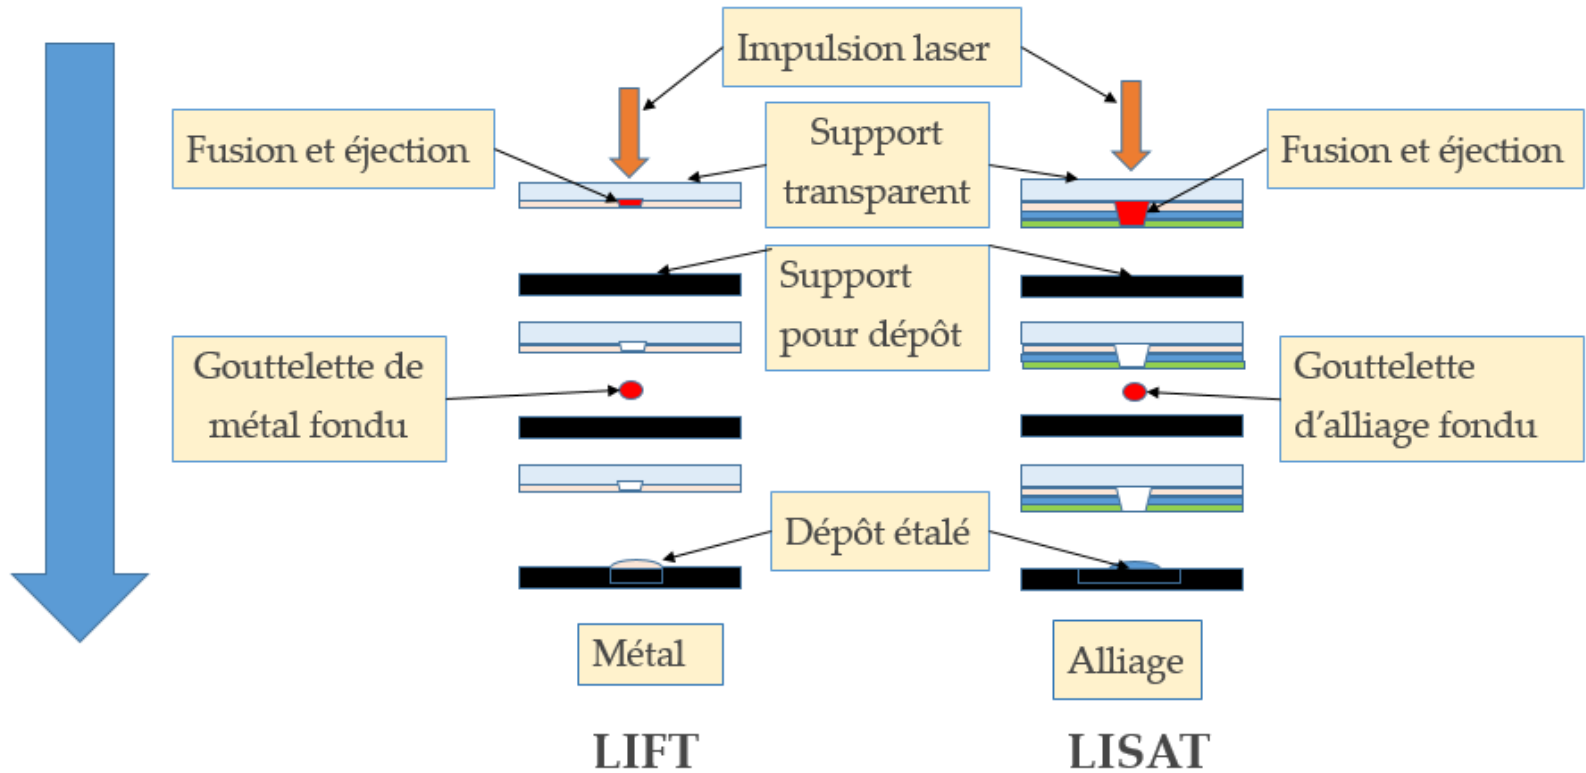 Impulsion laser
Fusion et éjection
Support
transparent
Fusion et éjection
Support
pour dépôt
Gouttelette de
métal fondu
Gouttelette
d’alliage fondu
Dépôt étalé
Métal
Alliage
LIFT
LISAT